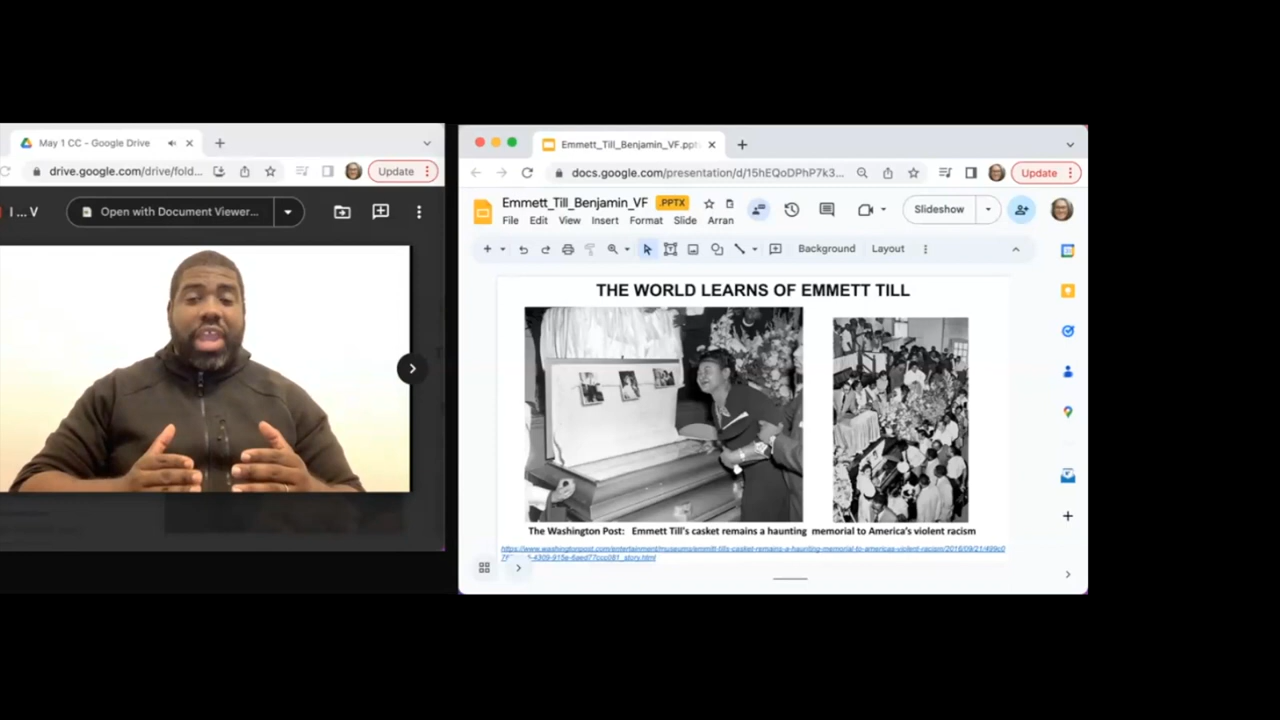 May 1 CC - Google Drive
drive.google.com/drive/fold...
Update
I ... V
Open with Document Viewer...
Emmett_Till_Benjamin_VF.ppt
docs.google.com/presentation/d/15hEQoDPhP7k3...
Update
Emmett_Till_Benjamin_VF .PPTX
File Edit View Insert Format Slide Arran
Slideshow
Background Layout
THE WORLD LEARNS OF EMMETT TILL
The Washington Post: Emmett Till's casket remains a haunting memorial to America's violent racism